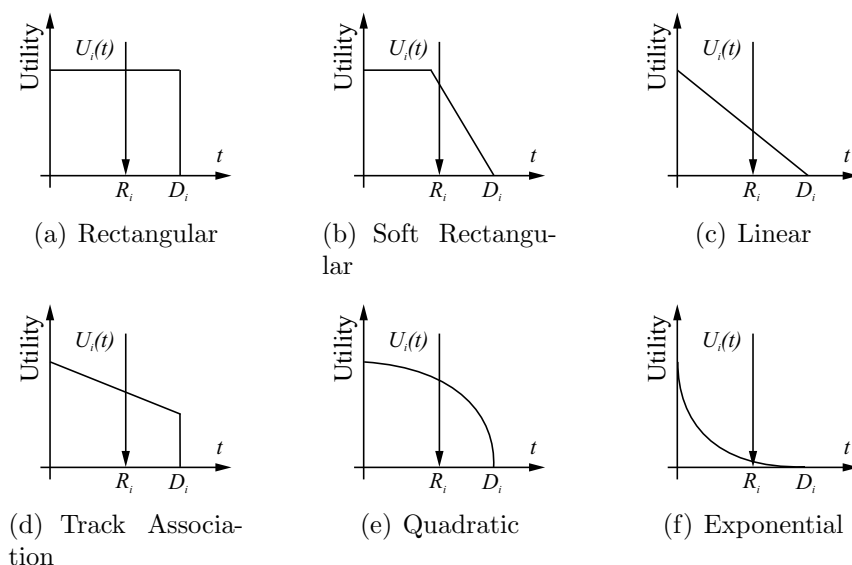 Utility
U_i(t)
t
R_i
D_i
(a) Rectangular
Utility
U_i(t)
t
R_i
D_i
(b) Soft Rectangu-
lar
Utility
U_i(t)
t
R_i
D_i
(c) Linear
Utility
U_i(t)
t
R_i
D_i
(d) Track Associa-
tion
Utility
U_i(t)
t
R_i
D_i
(e) Quadratic
Utility
U_i(t)
t
R_i
D_i
(f) Exponential